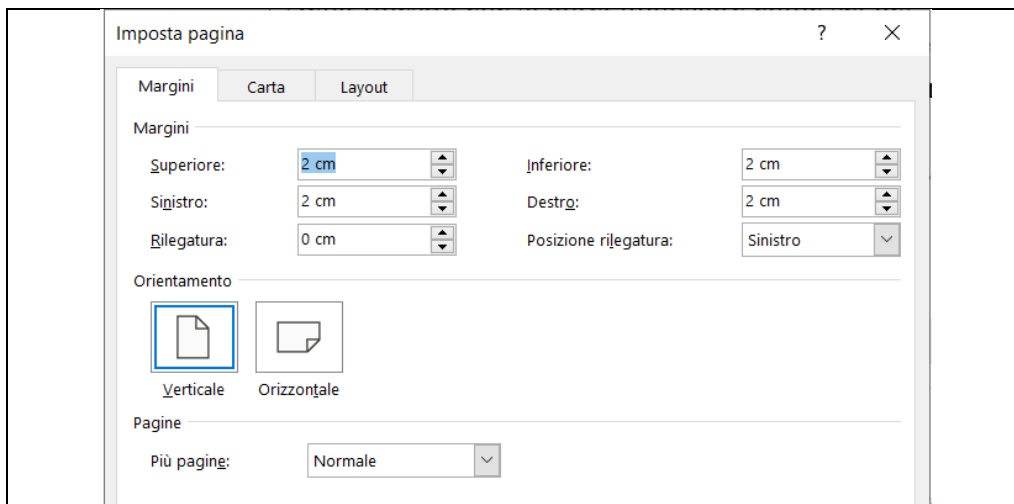 Imposta pagina ?
Margini Carta Layout
Margini
Superiore: 2 cm Inferiore: 2 cm
Sinistro: 2 cm Destro: 2 cm
Rilegatura: 0 cm Posizione rilegatura: Sinistro
Orientamento
Verticale Orizzontale
Pagine
Più pagine: Normale